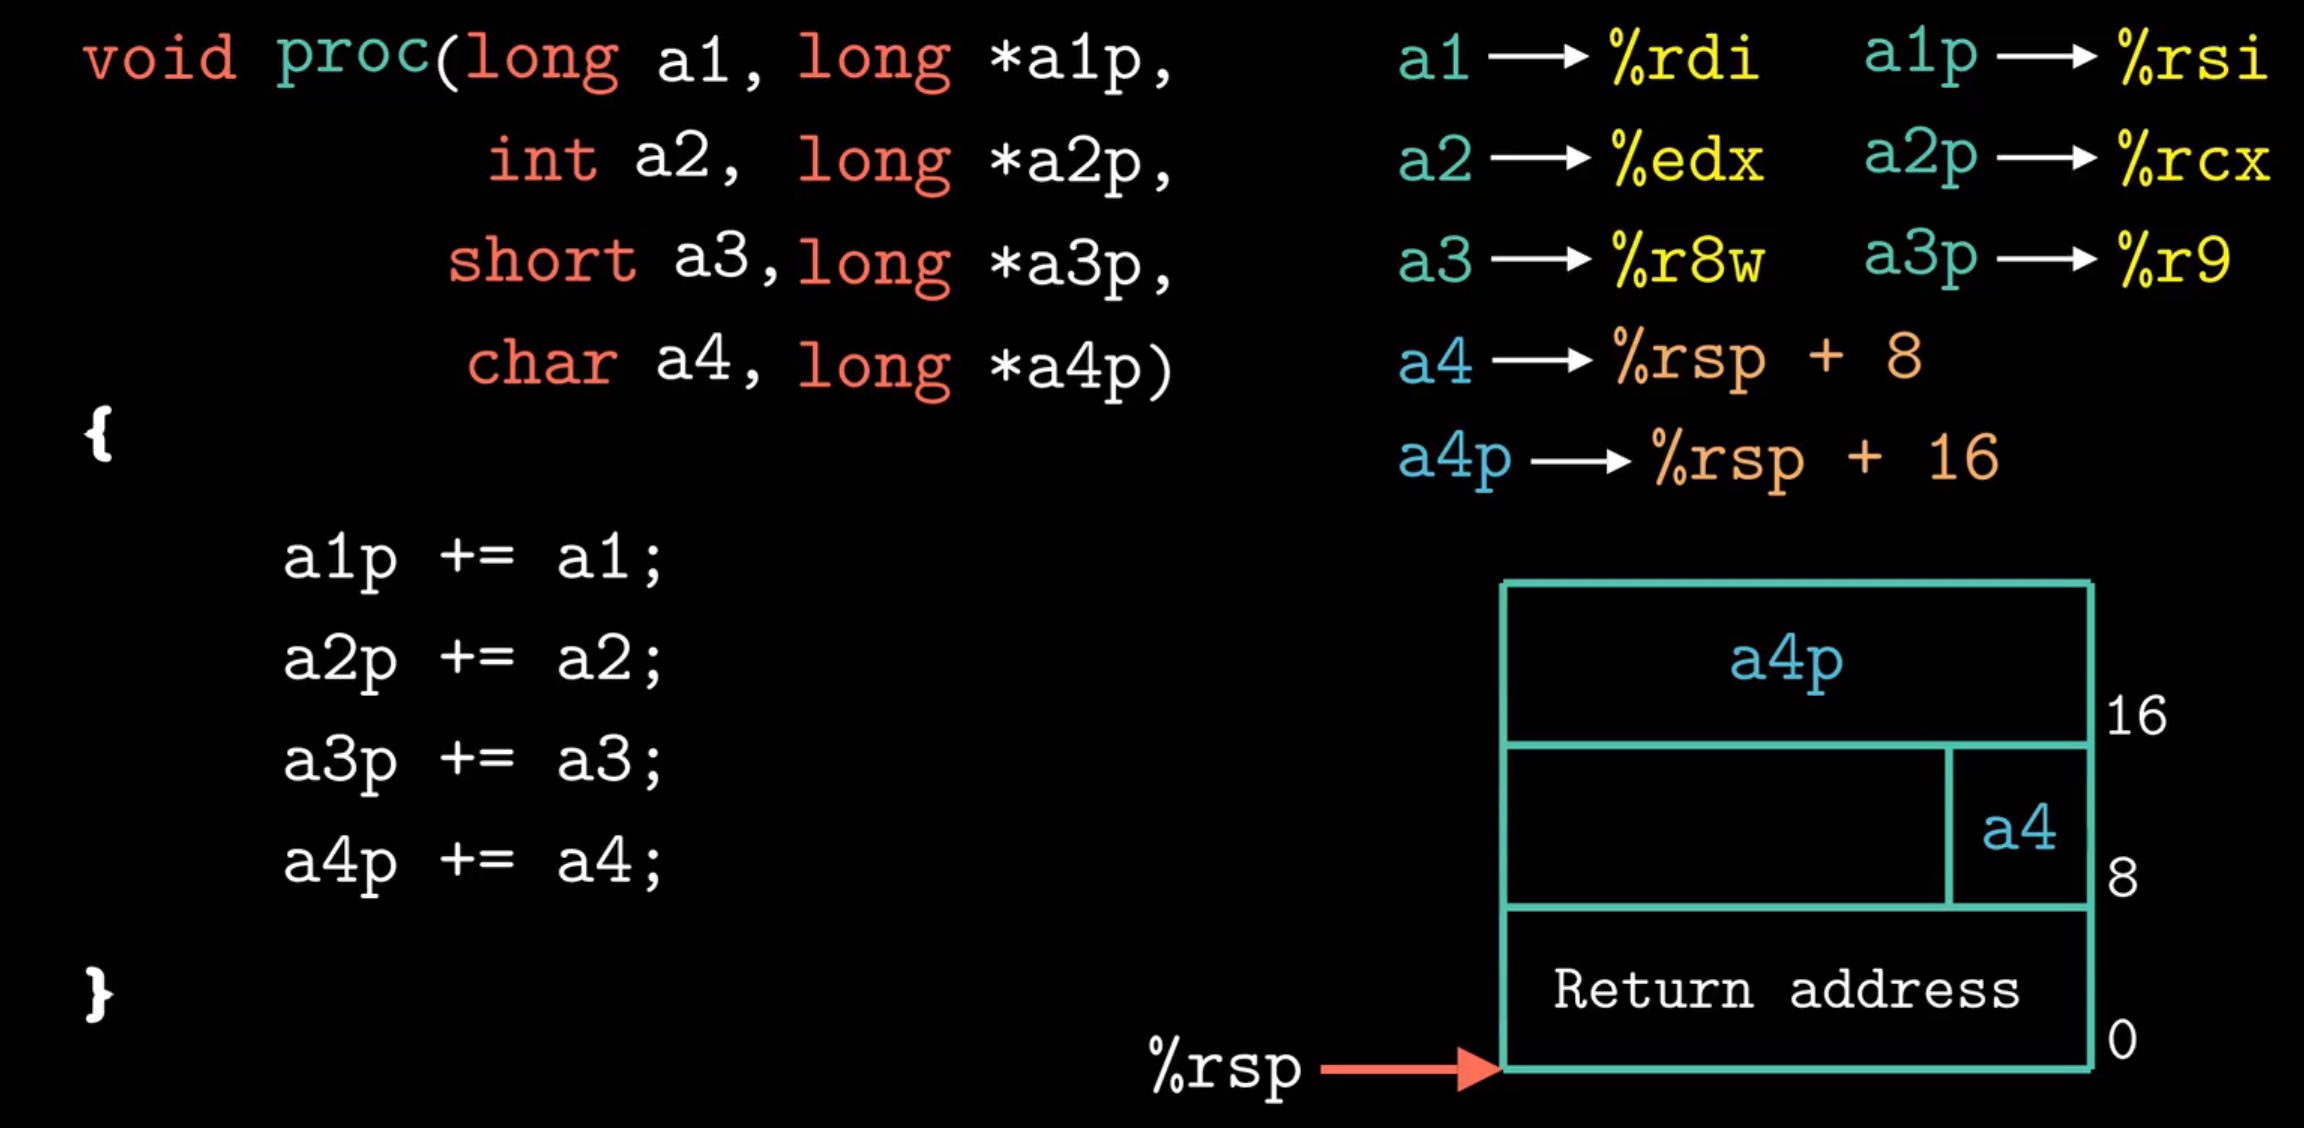 void proc(long a1, long *a1p,
int a2, long *a2p,
short a3, long *a3p,
char a4, long *a4p)
{
a1p += a1;
a2p += a2;
a3p += a3;
a4p += a4;
}
a1 → %rdi a1p → %rsi
a2 → %edx a2p → %rcx
a3 → %r8w a3p → %r9
a4 → %rsp + 8
a4p → %rsp + 16
a4p
16
a4
8
Return address
0
%rsp